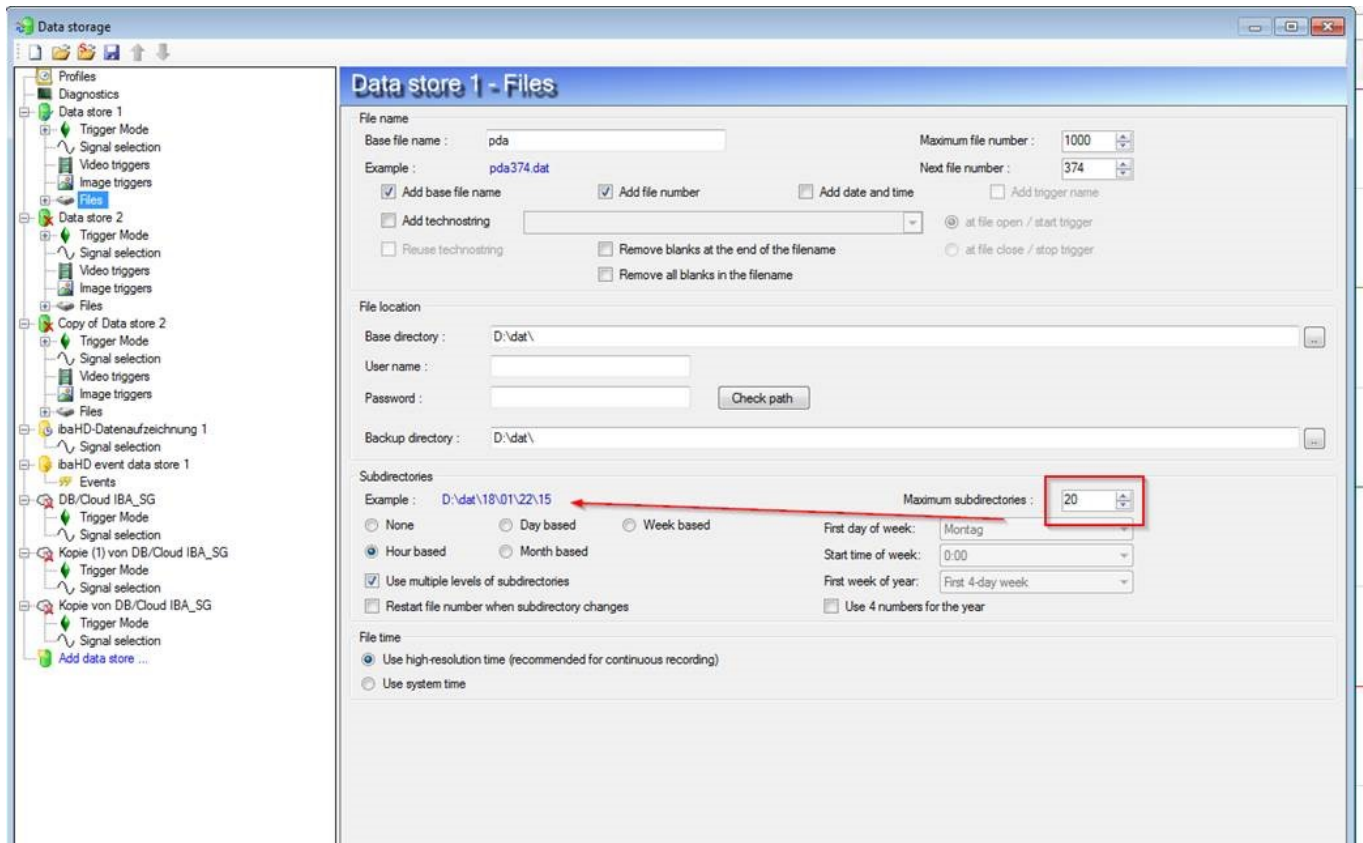 Data storage
Profiles
Diagnostics
Data store 1
Trigger Mode
Signal selection
Video triggers
Image triggers
Files
Data store 2
Trigger Mode
Signal selection
Video triggers
Image triggers
Files
Copy of Data store 2
Trigger Mode
Signal selection
Video triggers
Image triggers
Files
ibaHD-Datenaufzeichnung 1
Signal selection
ibaHD event data store 1
Events
DB/Cloud IBA_SG
Trigger Mode
Signal selection
Kopie (1) von DB/Cloud IBA_SG
Trigger Mode
Signal selection
Kopie von DB/Cloud IBA_SG
Trigger Mode
Signal selection
Add data store ...
Data store 1 - Files
File name
Base file name : pda Maximum file number : 1000
Example : pda374.dat Next file number : 374
Add base file name Add file number Add date and time Add trigger name
Add technostring at file open / start trigger
Reuse technostring Remove blanks at the end of the filename at file close / stop trigger
Remove all blanks in the filename
File location
Base directory : D:\dat\ ..
User name :
Password : Check path
Backup directory : D:\dat\ ..
Subdirectories
Example : D:\dat\18\01\22\15 Maximum subdirectories : 20
None Day based Week based First day of week: Montag
Hour based Month based Start time of week: 0:00
Use multiple levels of subdirectories First week of year: First 4-day week
Restart file number when subdirectory changes Use 4 numbers for the year
File time
Use high-resolution time (recommended for continuous recording)
Use system time